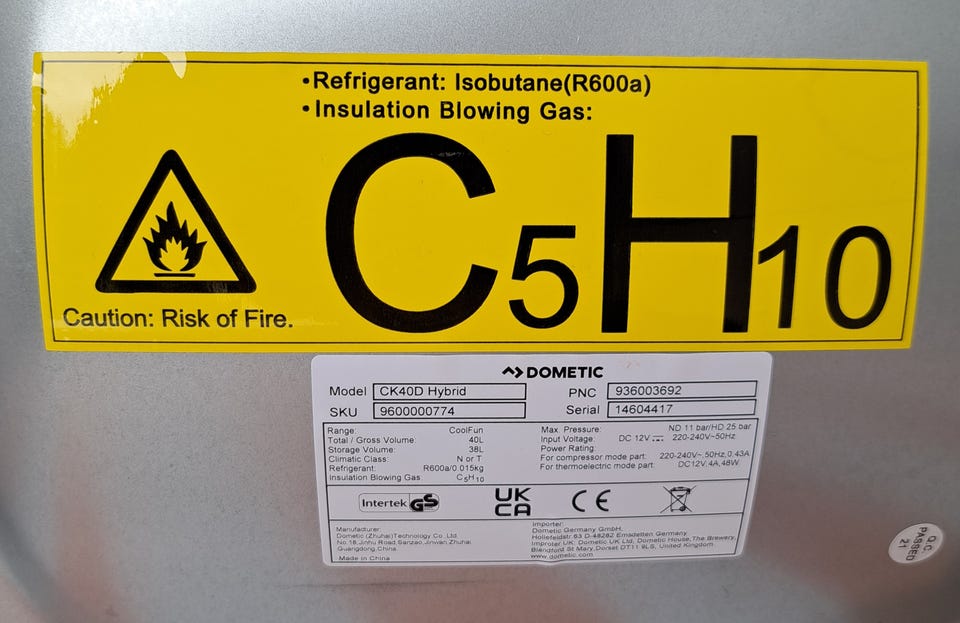 •Refrigerant: Isobutane(R600a)
•Insulation Blowing Gas:
C5H10
Caution: Risk of Fire.
DOMETIC
Model CK40D Hybrid PNC 936003692
SKU 9600000774 Serial 14604417
Range: CoolFun
Total / Gross Volume: 40L
Storage Volume: 38L
Climatic Class: N or T
Refrigerant: R600a/0.015kg
Insulation Blowing Gas C5H10
Max. Pressure: ND 11 bar/HD 25 bar
Input Voltage: DC 12V 220-240V~50Hz
Power Rating:
For compressor mode part: 220-240V~,50Hz,0.43A
For thermoelectric mode part: DC12V,4A,48W
Intertek GS
UK
CA
CE
Manufacturer:
Dometic (Zhuhai)Technology Co. Ltd.
No.18,Jinhu Road,Sanzao,Jinwan Zhuhai
Guangdong,China
Made in China
Importer:
Dometic Germany GmbH,
Hollefeldstr.63 D-48282 Emsdetten Germany
Improter UK: Dometic UK Ltd, Dometic House,The Brewery,
Blandford St Mary,Dorset DT11 9LS, United Kingdom
www.dometic.com
Q.C.
PASSED
21